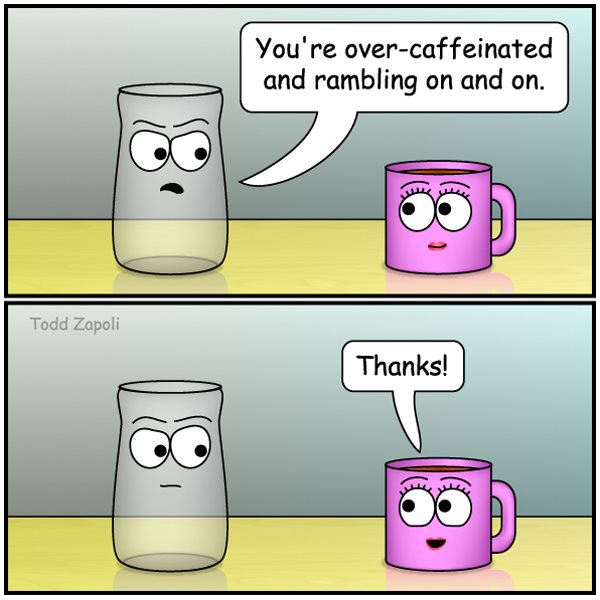 You're over-caffeinated
and rambling on and on.
Todd Zapoli
Thanks!